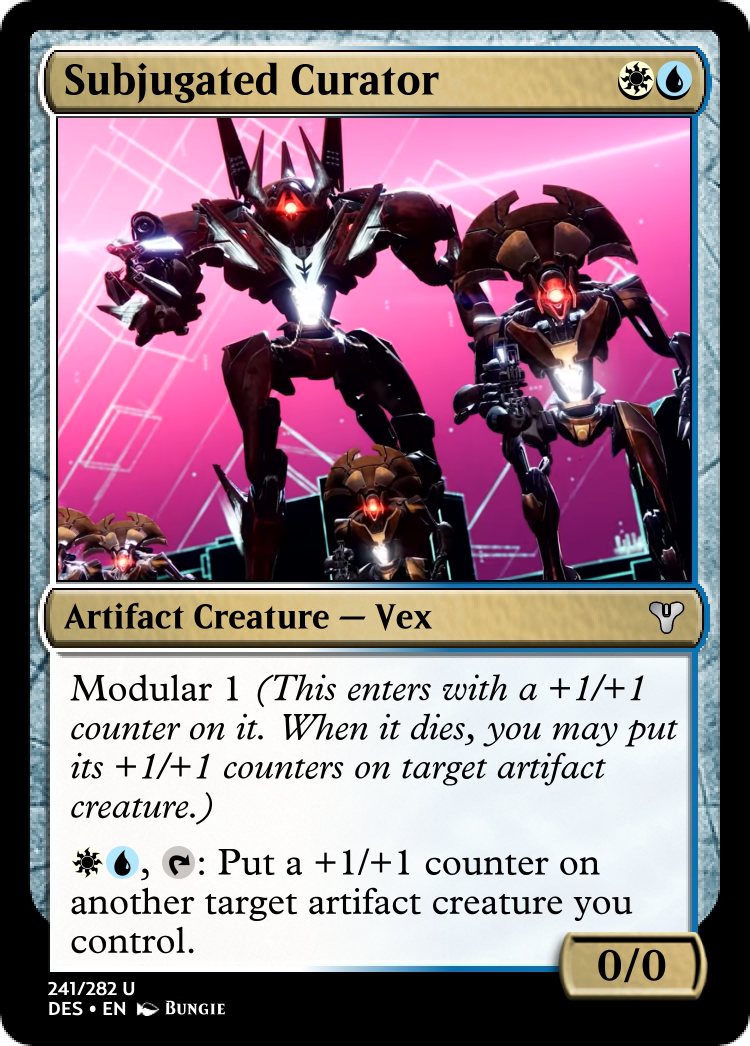 Subjugated Curator
Artifact Creature — Vex
Modular 1 (This enters with a +1/+1
counter on it. When it dies, you may put
its +1/+1 counters on target artifact
creature.)
, : Put a +1/+1 counter on
another target artifact creature you
control.
0/0
241/282 U
DES • EN Bungie